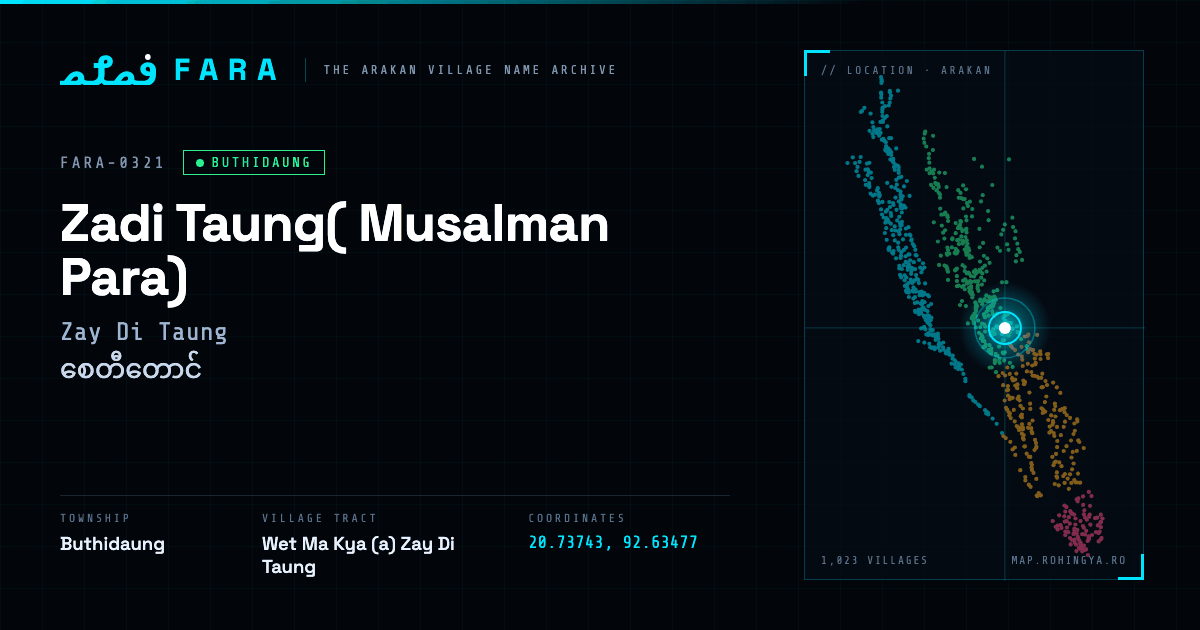 FARA
THE ARAKAN VILLAGE NAME ARCHIVE
FARA-0321
BUTHIDAUNG
Zadi Taung( Musalman
Para)
Zay Di Taung
စေတီတောင်
TOWNSHIP
Buthidaung
VILLAGE TRACT
Wet Ma Kya (a) Zay Di
Taung
COORDINATES
20.73743, 92.63477
// LOCATION · ARAKAN
1,023 VILLAGES
MAP.ROHINGYA.RO